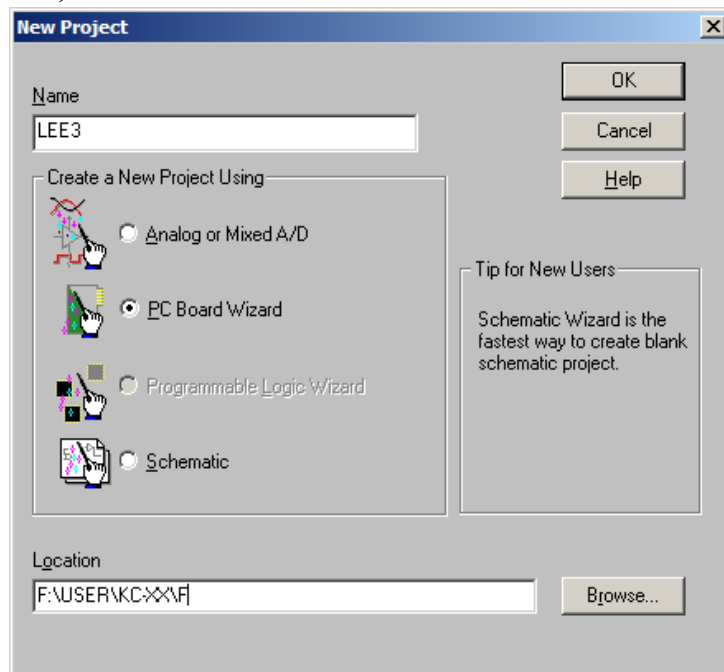 New Project
Name
LEE3
OK
Cancel
Help
Create a New Project Using
Analog or Mixed A/D
PC Board Wizard
Programmable Logic Wizard
Schematic
Tip for New Users
Schematic Wizard is the
fastest way to create blank
schematic project.
Location
F:\USER\KC-XX\F
Browse...